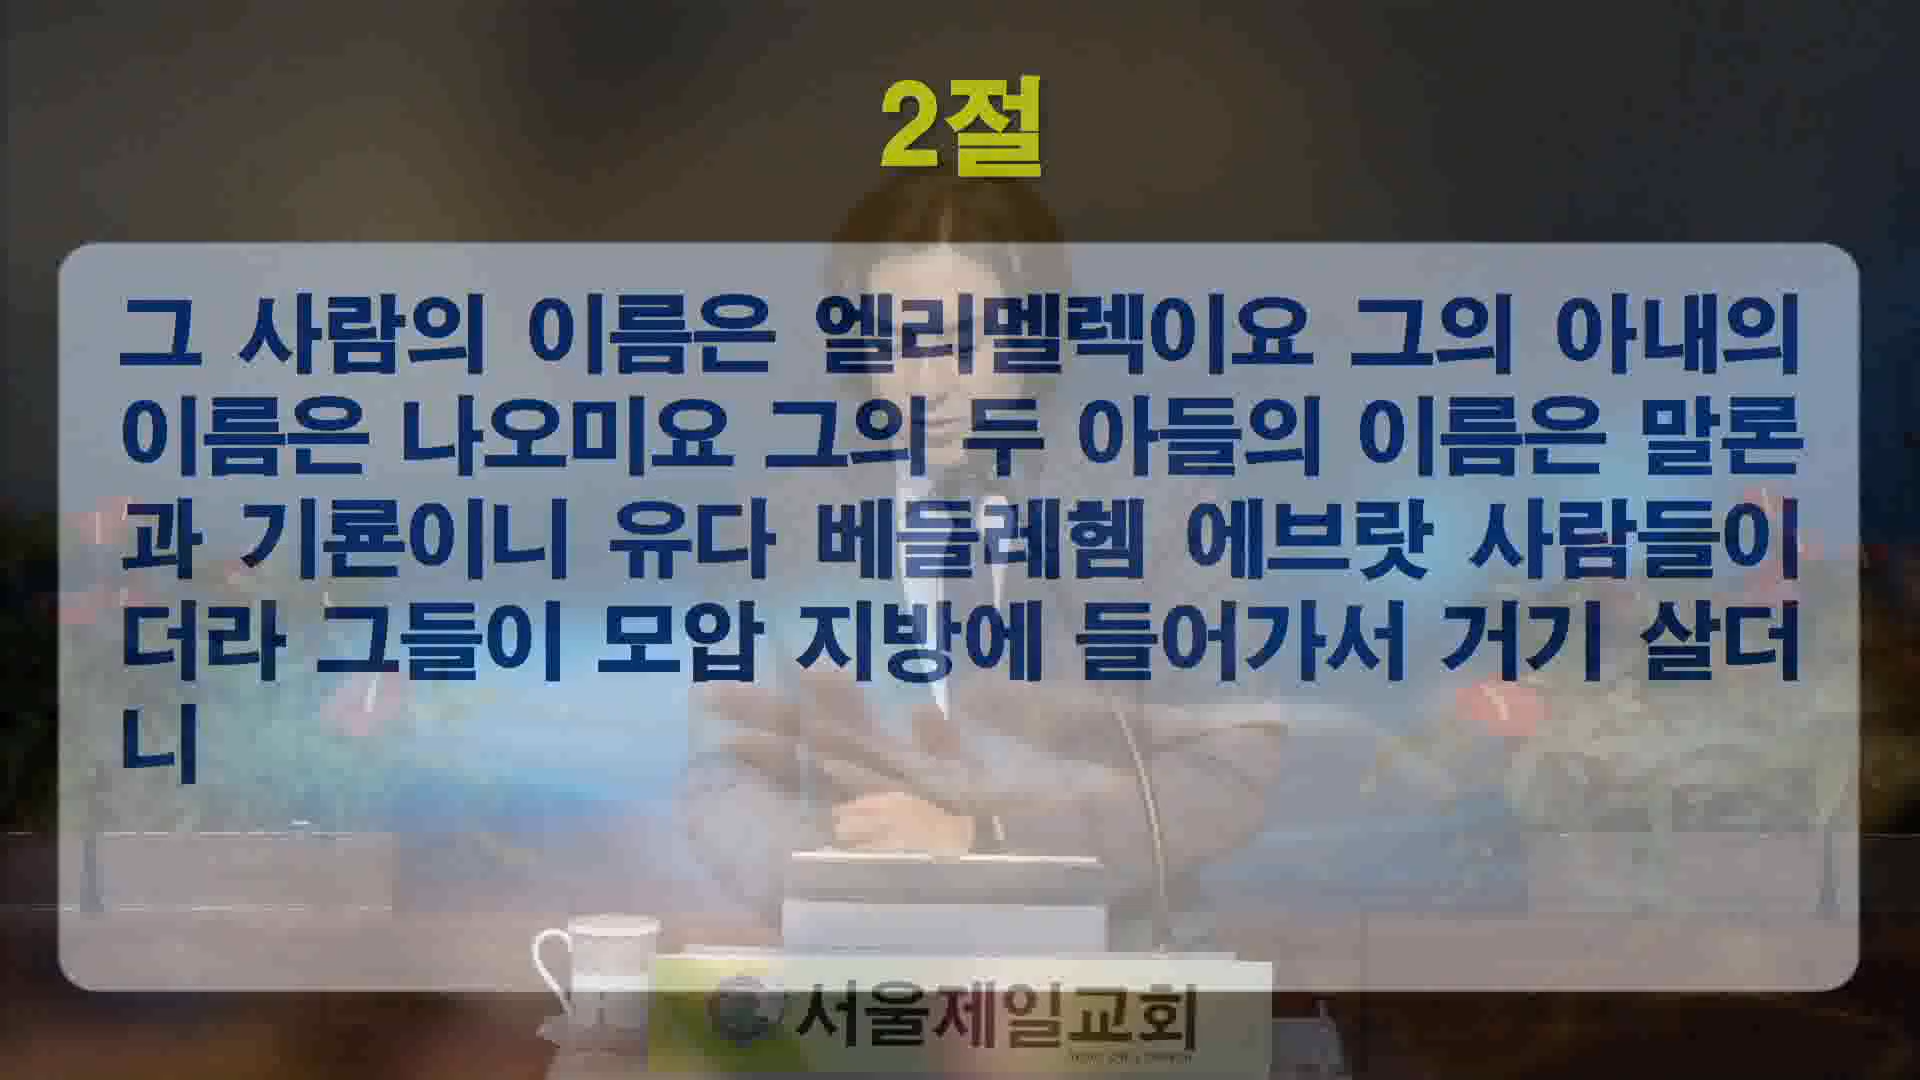 2절
그 사람의 이름은 엘리멜렉이요 그의 아내의
이름은 나오미요 그의 두 아들의 이름은 말론
과 기룐이니 유다 베들레헴 에브랏 사람들이
더라 그들이 모압 지방에 들어가서 거기 살더
니
서울제일교회